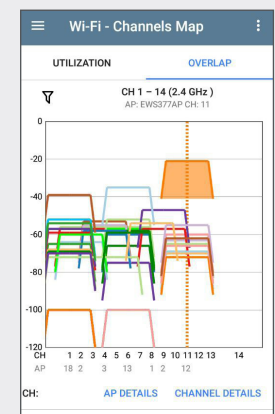 Wi-Fi - Channels Map
UTILIZATION OVERLAP
CH 1 – 14 (2.4 GHz )
AP: EWS377AP CH: 11
0
-20
-40
-60
-80
-100
-120
CH 1 2 3 4 5 6 7 8 9 10 11 12 13 14
AP 18 2 3 13 1 2 12
CH: AP DETAILS CHANNEL DETAILS